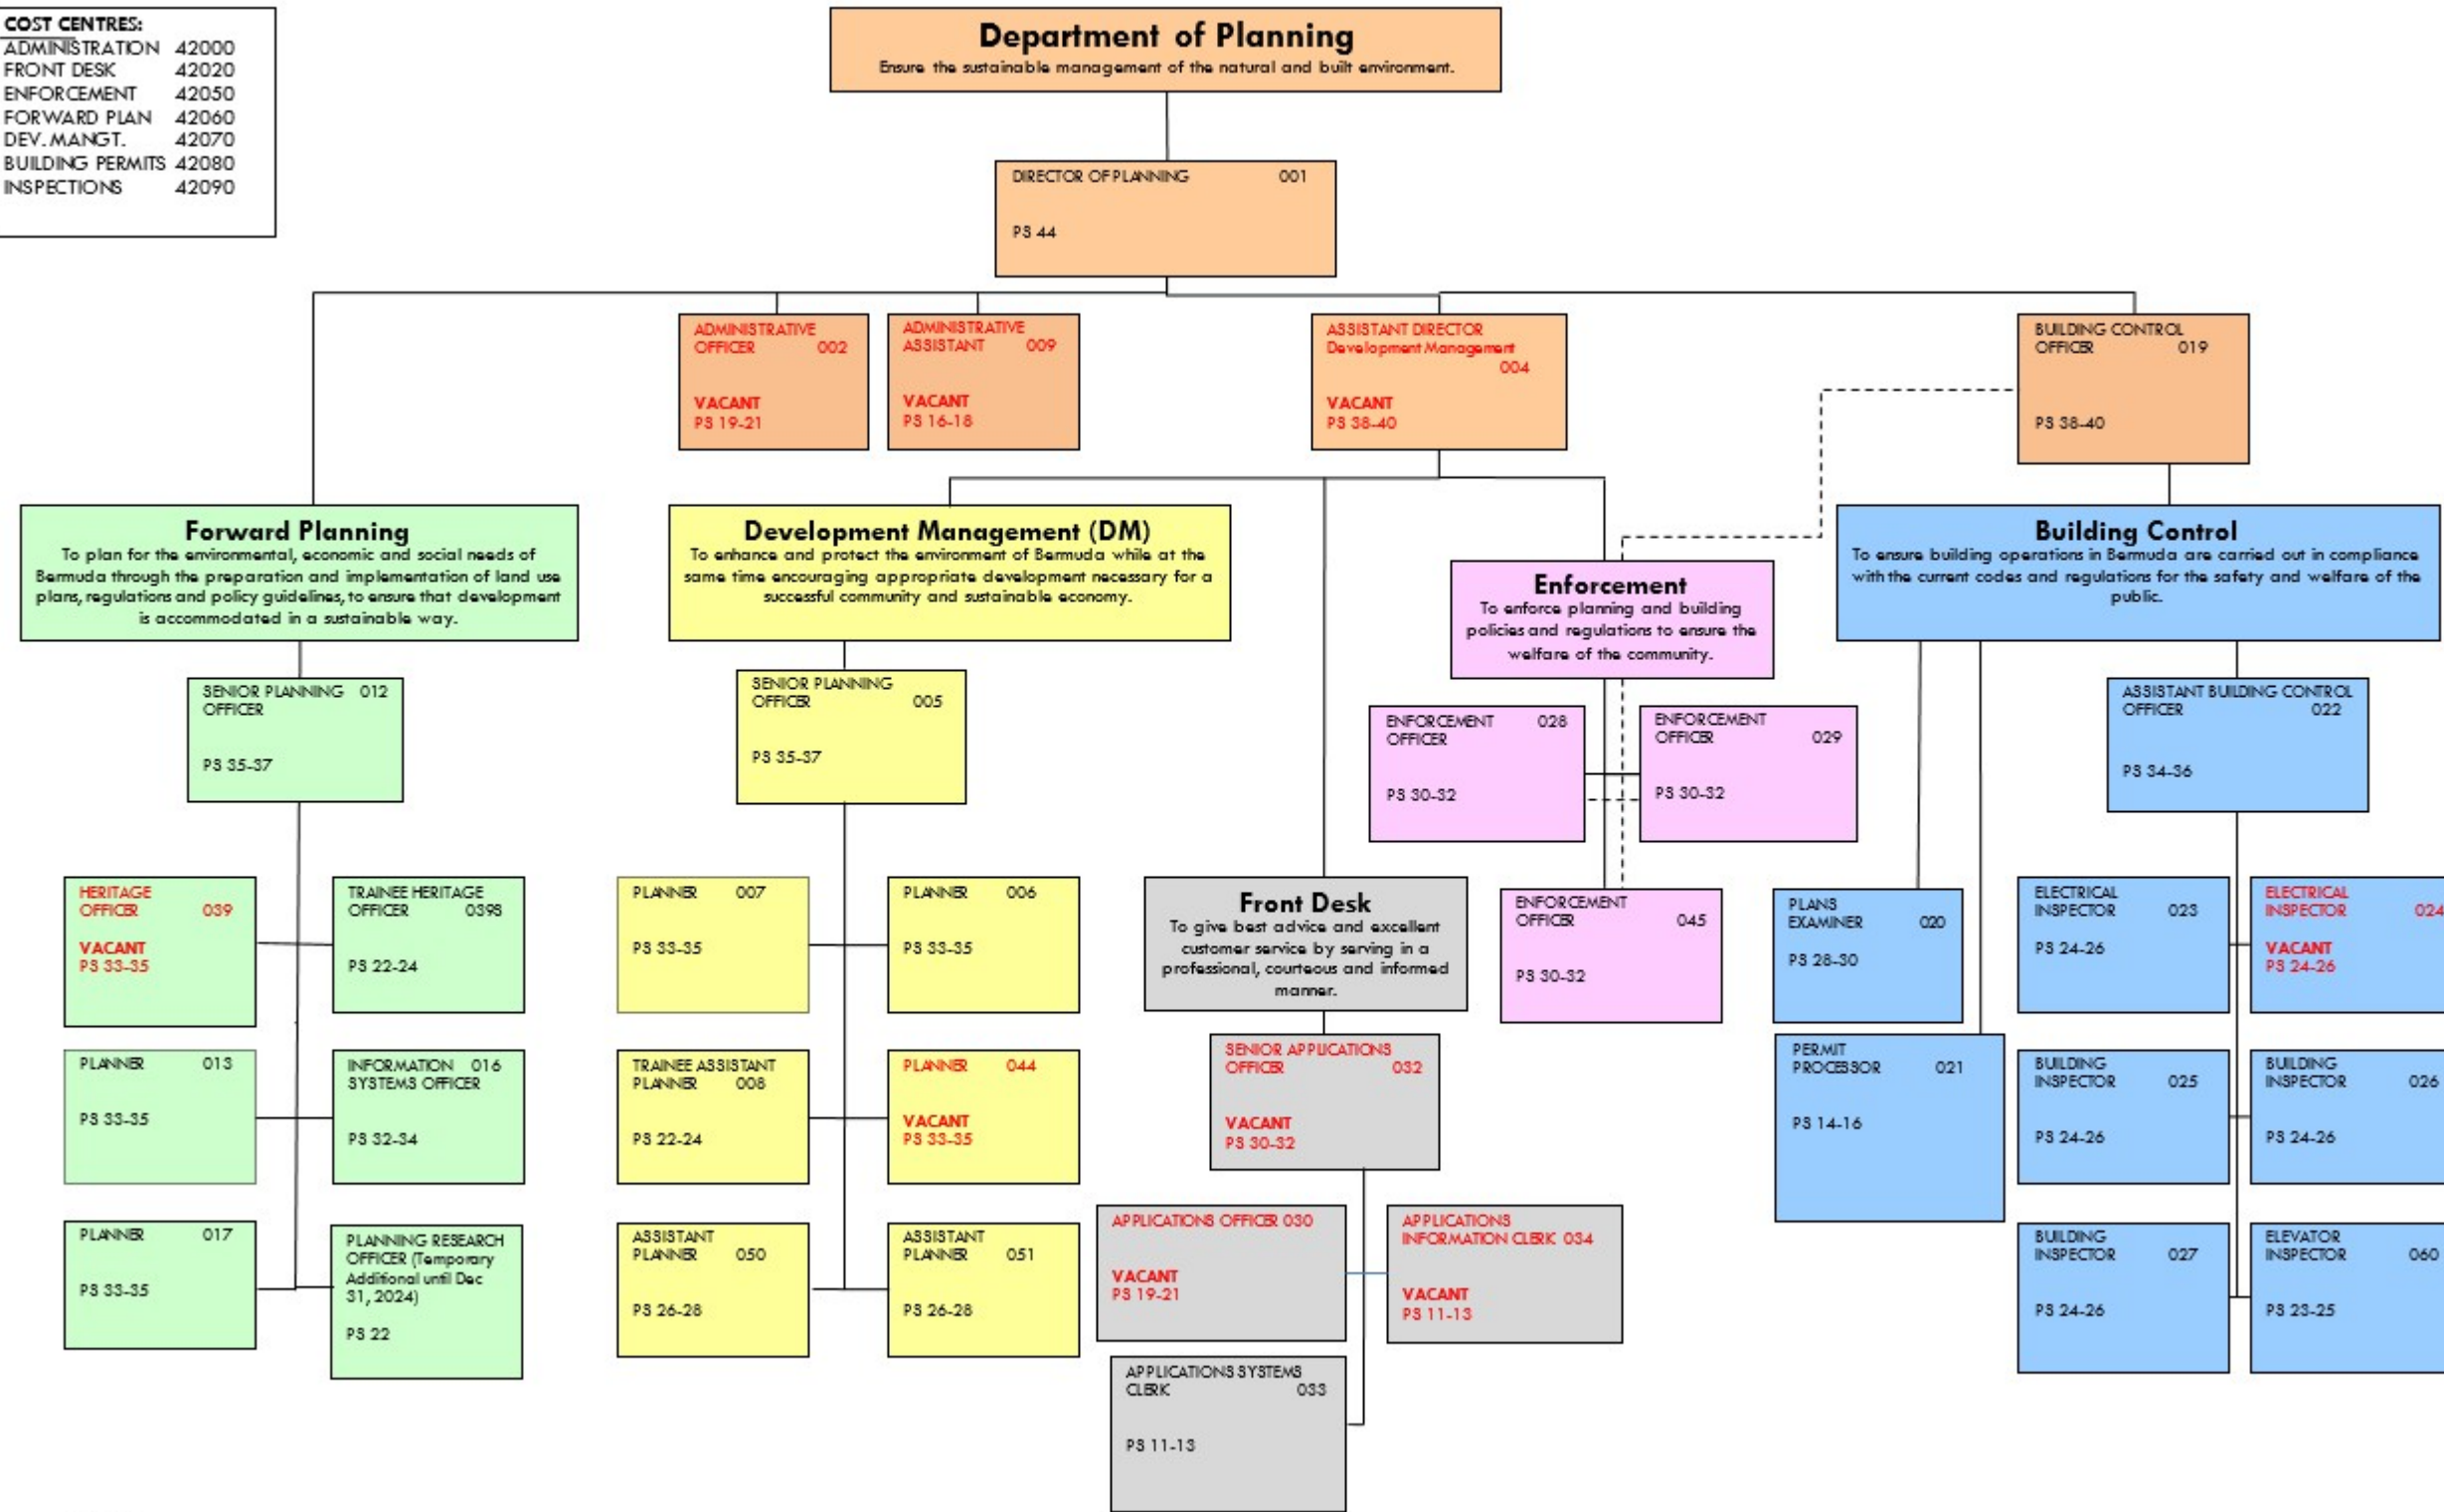 COST CENTRES:
ADMINISTRATION 42000
FRONT DESK 42020
ENFORCEMENT 42050
FORWARD PLAN 42060
DEV. MANGT. 42070
BUILDING PERMITS 42080
INSPECTIONS 42090
Department of Planning
Ensure the sustainable management of the natural and built environment.
DIRECTOR OF PLANNING 001
PS 44
ADMINISTRATIVE
OFFICER 002
VACANT
PS 19-21
ADMINISTRATIVE
ASSISTANT 009
VACANT
PS 16-18
ASSISTANT DIRECTOR
Development Management
004
VACANT
PS 38-40
BUILDING CONTROL
OFFICER 019
PS 38-40
Forward Planning
To plan for the environmental, economic and social needs of
Bermuda through the preparation and implementation of land use
plans, regulations and policy guidelines, to ensure that development
is accommodated in a sustainable way.
Development Management (DM)
To enhance and protect the environment of Bermuda while at the
same time encouraging appropriate development necessary for a
successful community and sustainable economy.
Enforcement
To enforce planning and building
policies and regulations to ensure the
welfare of the community.
Building Control
To ensure building operations in Bermuda are carried out in compliance
with the current codes and regulations for the safety and welfare of the
public.
SENIOR PLANNING 012
OFFICER
PS 35-37
SENIOR PLANNING
OFFICER 005
PS 35-37
ENFORCEMENT 028
OFFICER
PS 30-32
ENFORCEMENT
OFFICER 029
PS 30-32
ASSISTANT BUILDING CONTROL
OFFICER 022
PS 34-36
HERITAGE
OFFICER 039
VACANT
PS 33-35
TRAINEE HERITAGE
OFFICER 039S
PS 22-24
PLANNER 007
PS 33-35
PLANNER 006
PS 33-35
Front Desk
To give best advice and excellent
customer service by serving in a
professional, courteous and informed
manner.
ENFORCEMENT
OFFICER 045
PS 30-32
PLANS
EXAMINER 020
PS 28-30
ELECTRICAL
INSPECTOR 023
PS 24-26
ELECTRICAL
INSPECTOR 024
VACANT
PS 24-26
PLANNER 013
PS 33-35
INFORMATION 016
SYSTEMS OFFICER
PS 32-34
TRAINEE ASSISTANT
PLANNER 008
PS 22-24
PLANNER 044
VACANT
PS 33-35
SENIOR APPLICATIONS
OFFICER 032
VACANT
PS 30-32
PERMIT
PROCESSOR 021
PS 14-16
BUILDING
INSPECTOR 025
PS 24-26
BUILDING
INSPECTOR 026
PS 24-26
PLANNER 017
PS 33-35
PLANNING RESEARCH
OFFICER (Temporary
Additional until Dec
31, 2024)
PS 22
ASSISTANT
PLANNER 050
PS 26-28
ASSISTANT
PLANNER 051
PS 26-28
APPLICATIONS OFFICER 030
VACANT
PS 19-21
APPLICATIONS
INFORMATION CLERK 034
VACANT
PS 11-13
BUILDING
INSPECTOR 027
PS 24-26
ELEVATOR
INSPECTOR 060
PS 23-25
APPLICATIONS SYSTEMS
CLERK 033
PS 11-13